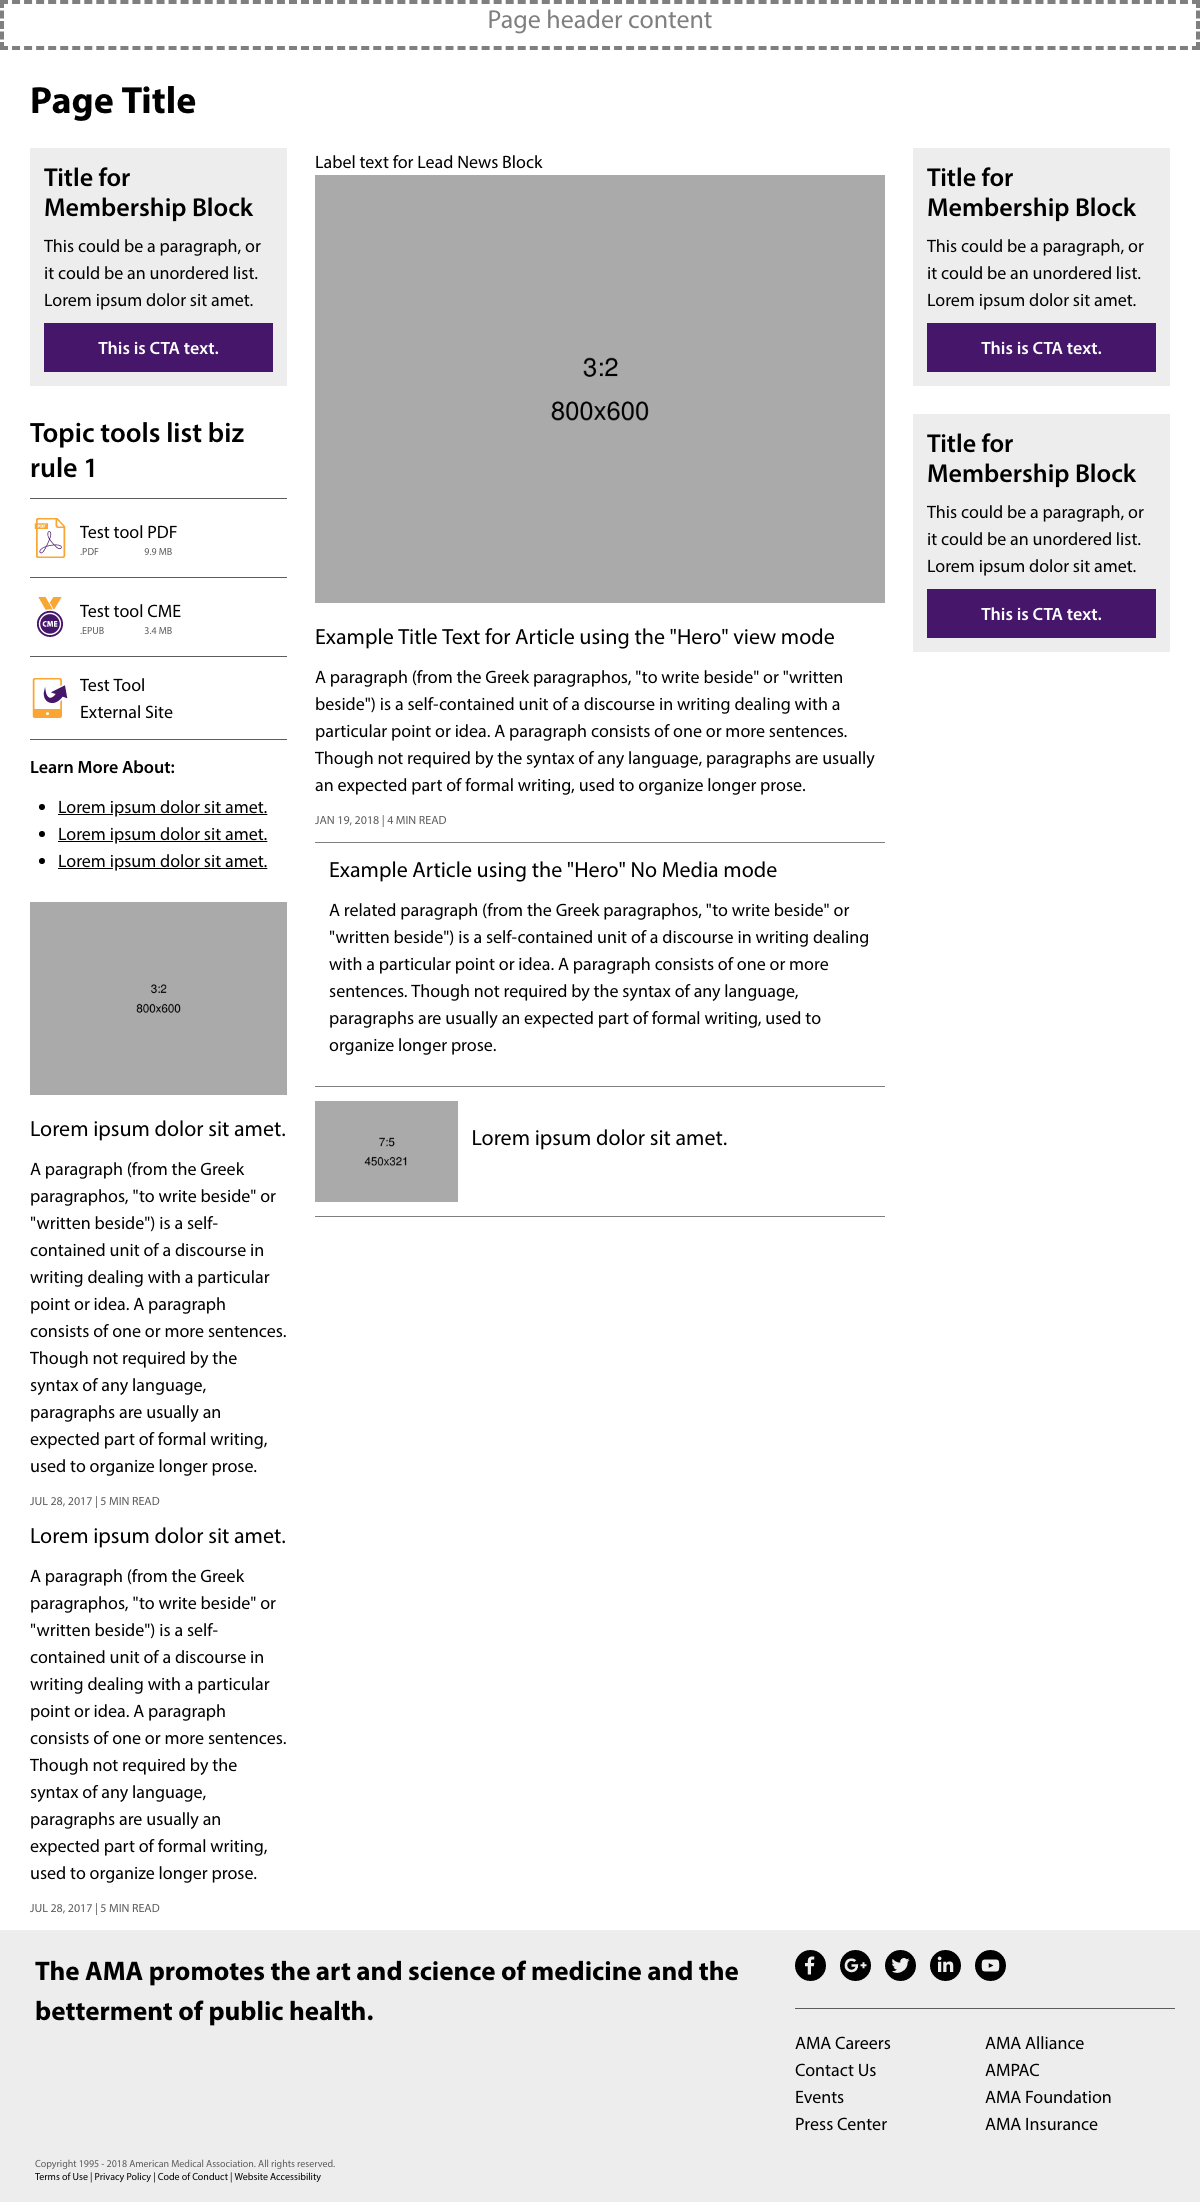 Page header content
Page Title
Title for
Membership Block
This could be a paragraph, or
it could be an unordered list.
Lorem ipsum dolor sit amet.
This is CTA text.
Topic tools list biz
rule 1
PDF
Test tool PDF
.PDF 9.9 MB
CME
Test tool CME
.EPUB 3.4 MB
Test Tool
External Site
Learn More About:
• Lorem ipsum dolor sit amet.
• Lorem ipsum dolor sit amet.
• Lorem ipsum dolor sit amet.
3:2
800x600
Lorem ipsum dolor sit amet.
A paragraph (from the Greek
paragraphos, "to write beside" or
"written beside") is a self-
contained unit of a discourse in
writing dealing with a particular
point or idea. A paragraph
consists of one or more sentences.
Though not required by the
syntax of any language,
paragraphs are usually an
expected part of formal writing,
used to organize longer prose.
JUL 28, 2017 | 5 MIN READ
Lorem ipsum dolor sit amet.
A paragraph (from the Greek
paragraphos, "to write beside" or
"written beside") is a self-
contained unit of a discourse in
writing dealing with a particular
point or idea. A paragraph
consists of one or more sentences.
Though not required by the
syntax of any language,
paragraphs are usually an
expected part of formal writing,
used to organize longer prose.
JUL 28, 2017 | 5 MIN READ
Label text for Lead News Block
3:2
800x600
Example Title Text for Article using the "Hero" view mode
A paragraph (from the Greek paragraphos, "to write beside" or "written
beside") is a self-contained unit of a discourse in writing dealing with a
particular point or idea. A paragraph consists of one or more sentences.
Though not required by the syntax of any language, paragraphs are usually
an expected part of formal writing, used to organize longer prose.
JAN 19, 2018 | 4 MIN READ
Example Article using the "Hero" No Media mode
A related paragraph (from the Greek paragraphos, "to write beside" or
"written beside") is a self-contained unit of a discourse in writing dealing
with a particular point or idea. A paragraph consists of one or more
sentences. Though not required by the syntax of any language,
paragraphs are usually an expected part of formal writing, used to
organize longer prose.
7:5
450x321
Lorem ipsum dolor sit amet.
Title for
Membership Block
This could be a paragraph, or
it could be an unordered list.
Lorem ipsum dolor sit amet.
This is CTA text.
Title for
Membership Block
This could be a paragraph, or
it could be an unordered list.
Lorem ipsum dolor sit amet.
This is CTA text.
The AMA promotes the art and science of medicine and the
betterment of public health.
AMA Careers
Contact Us
Events
Press Center
AMA Alliance
AMPAC
AMA Foundation
AMA Insurance
Copyright 1995 - 2018 American Medical Association. All rights reserved.
Terms of Use | Privacy Policy | Code of Conduct | Website Accessibility